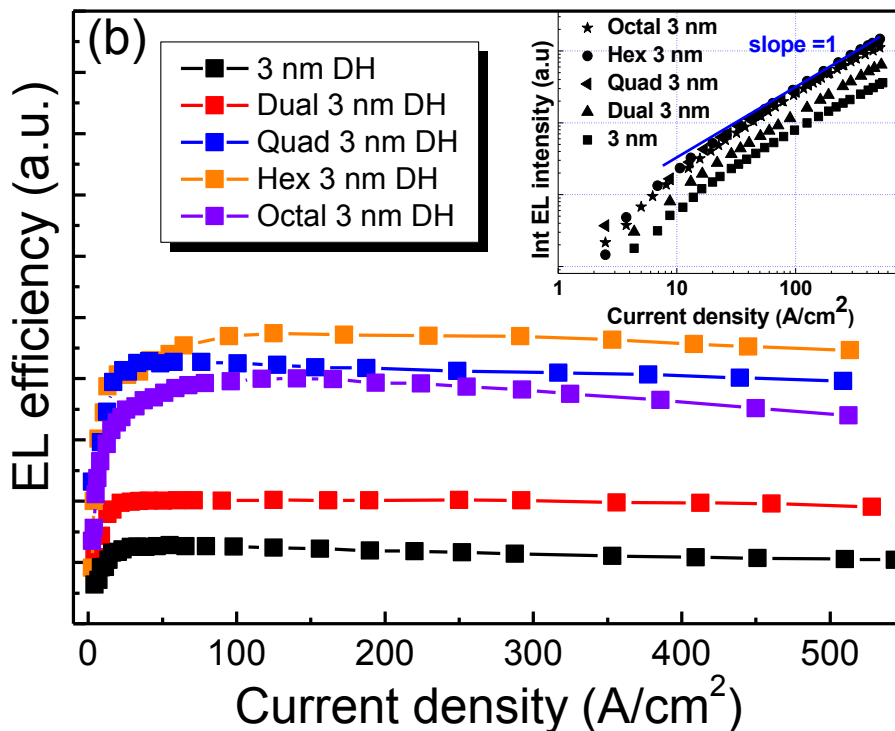 (b)
3 nm DH
Dual 3 nm DH
Quad 3 nm DH
Hex 3 nm DH
Octal 3 nm DH
EL efficiency (a.u.)
0 100 200 300 400 500
Current density (A/cm²)
Octal 3 nm
Hex 3 nm
Quad 3 nm
Dual 3 nm
3 nm
slope =1
Int EL intensity (a.u)
1 10 100
Current density (A/cm²)